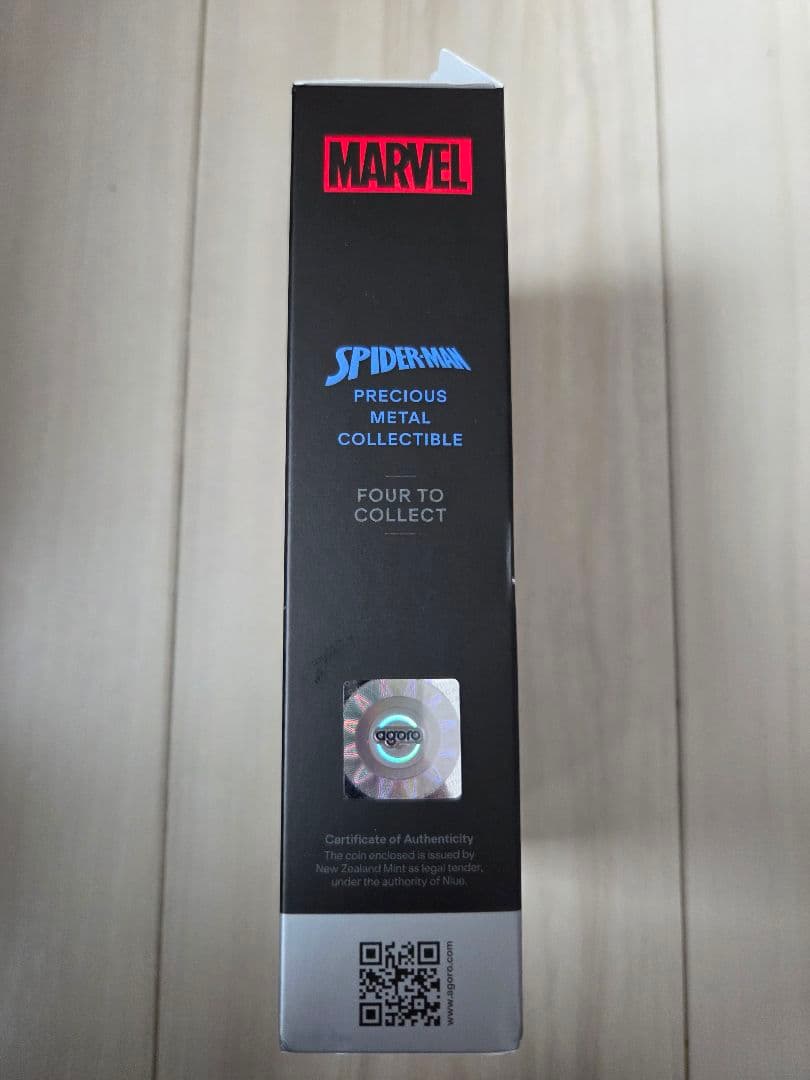 MARVEL
SPIDER-MAN
PRECIOUS
METAL
COLLECTIBLE
FOUR TO
COLLECT
agoro
Certificate of Authenticity
The coin enclosed is issued by
New Zealand Mint as legal tender,
under the authority of Niue.
www.agoro.com